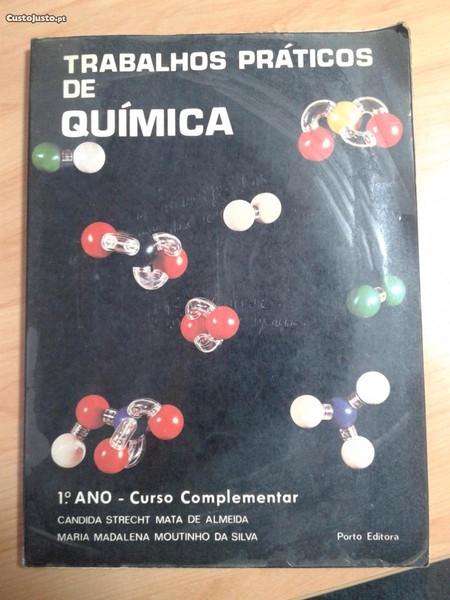 CustoJusto.pt
TRABALHOS PRÁTICOS
DE
QUÍMICA
1.º ANO - Curso Complementar
CANDIDA STRECHT MATA DE ALMEIDA
MARIA MADALENA MOUTINHO DA SILVA
Porto Editora